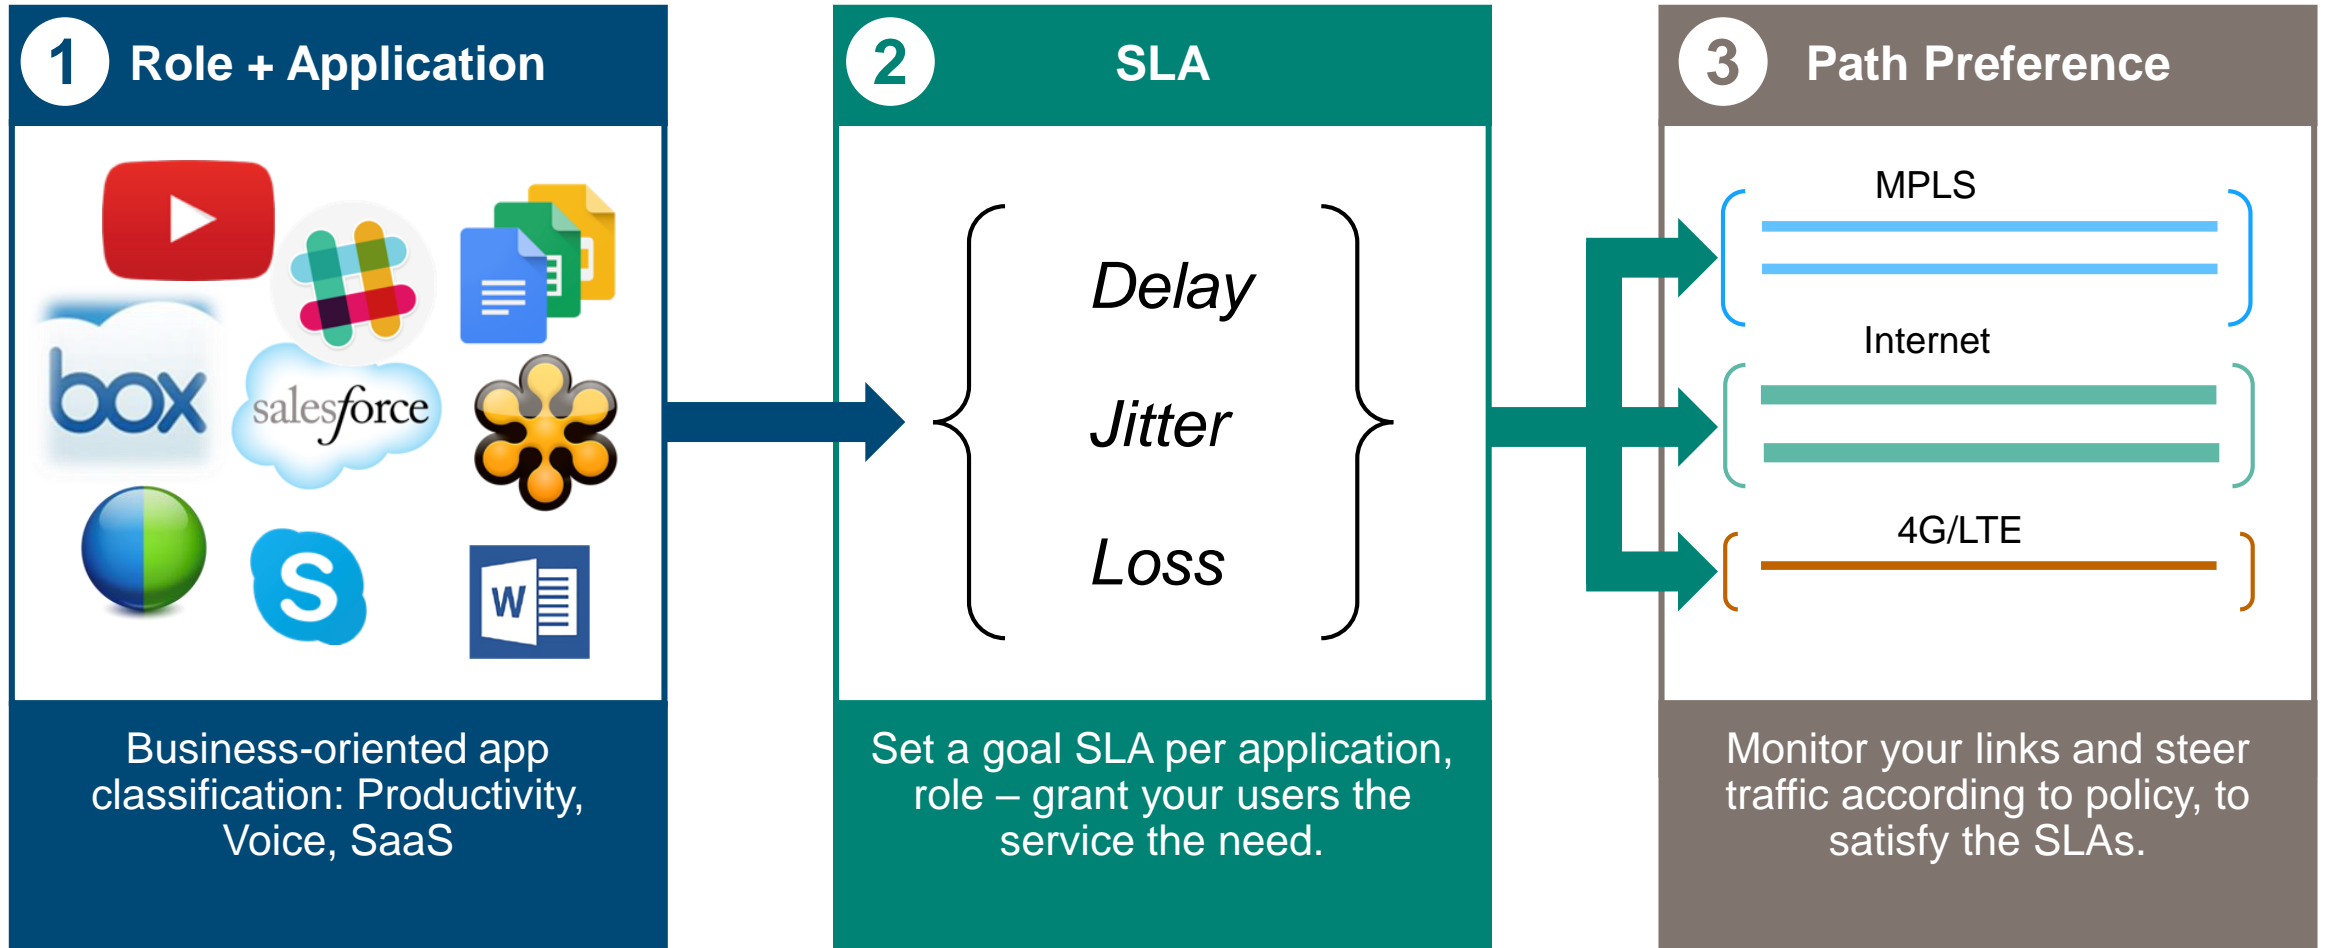 1 Role + Application
box
salesforce
S
W
Business-oriented app
classification: Productivity,
Voice, SaaS
2 SLA
Delay
Jitter
Loss
Set a goal SLA per application,
role – grant your users the
service the need.
3 Path Preference
MPLS
Internet
4G/LTE
Monitor your links and steer
traffic according to policy, to
satisfy the SLAs.